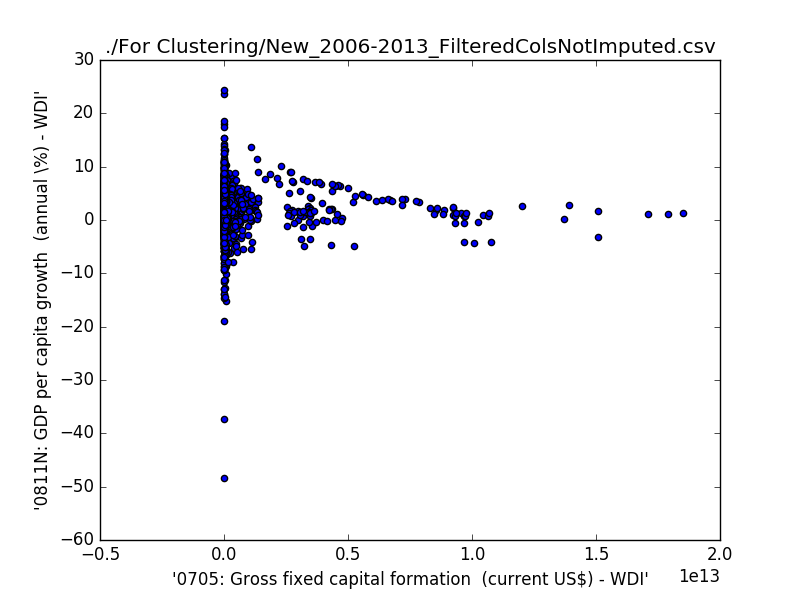 ./For Clustering/New_2006-2013_FilteredColsNotImputed.csv
30
20
10
0
−10
−20
−30
−40
−50
−60
'0811N: GDP per capita growth  (annual \%) - WDI'
−0.5 0.0 0.5 1.0 1.5 2.0
1e13
'0705: Gross fixed capital formation  (current US$) - WDI'